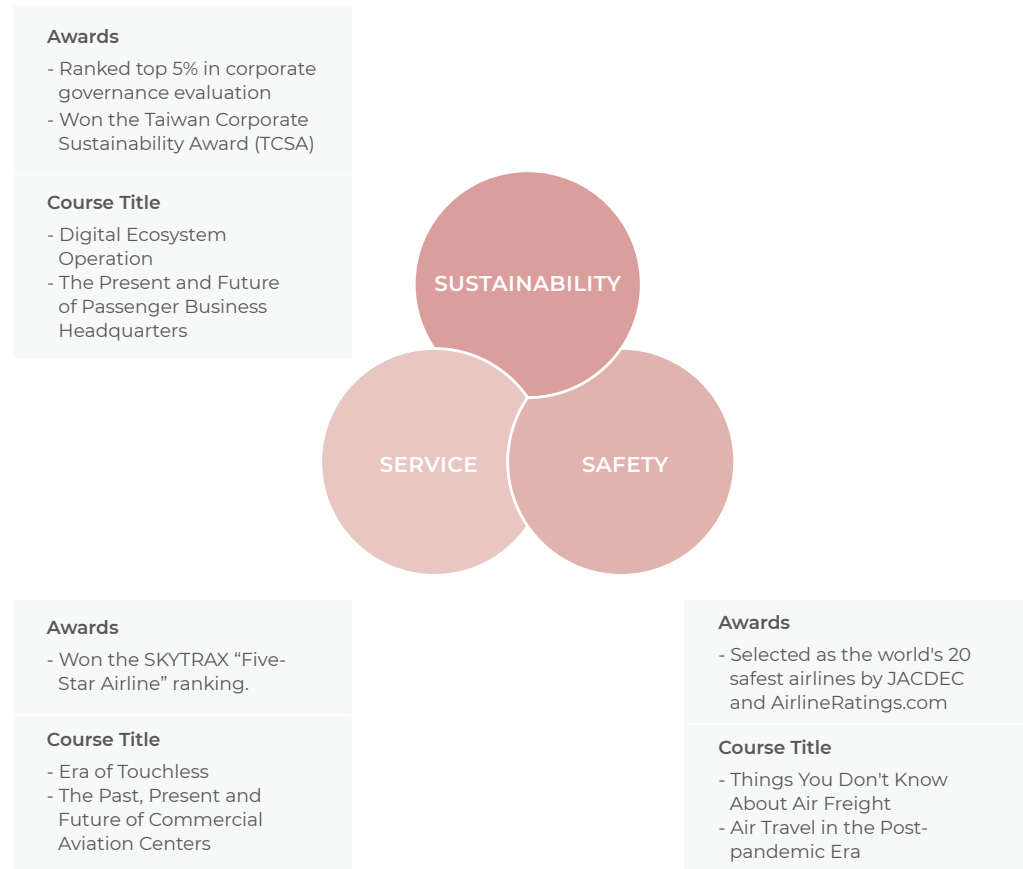 Awards
- Ranked top 5% in corporate
governance evaluation
- Won the Taiwan Corporate
Sustainability Award (TCSA)
Course Title
- Digital Ecosystem
Operation
- The Present and Future
of Passenger Business
Headquarters
SUSTAINABILITY
SERVICE
SAFETY
Awards
- Won the SKYTRAX “Five-
Star Airline” ranking.
Course Title
- Era of Touchless
- The Past, Present and
Future of Commercial
Aviation Centers
Awards
- Selected as the world's 20
safest airlines by JACDEC
and AirlineRatings.com
Course Title
- Things You Don't Know
About Air Freight
- Air Travel in the Post-
pandemic Era